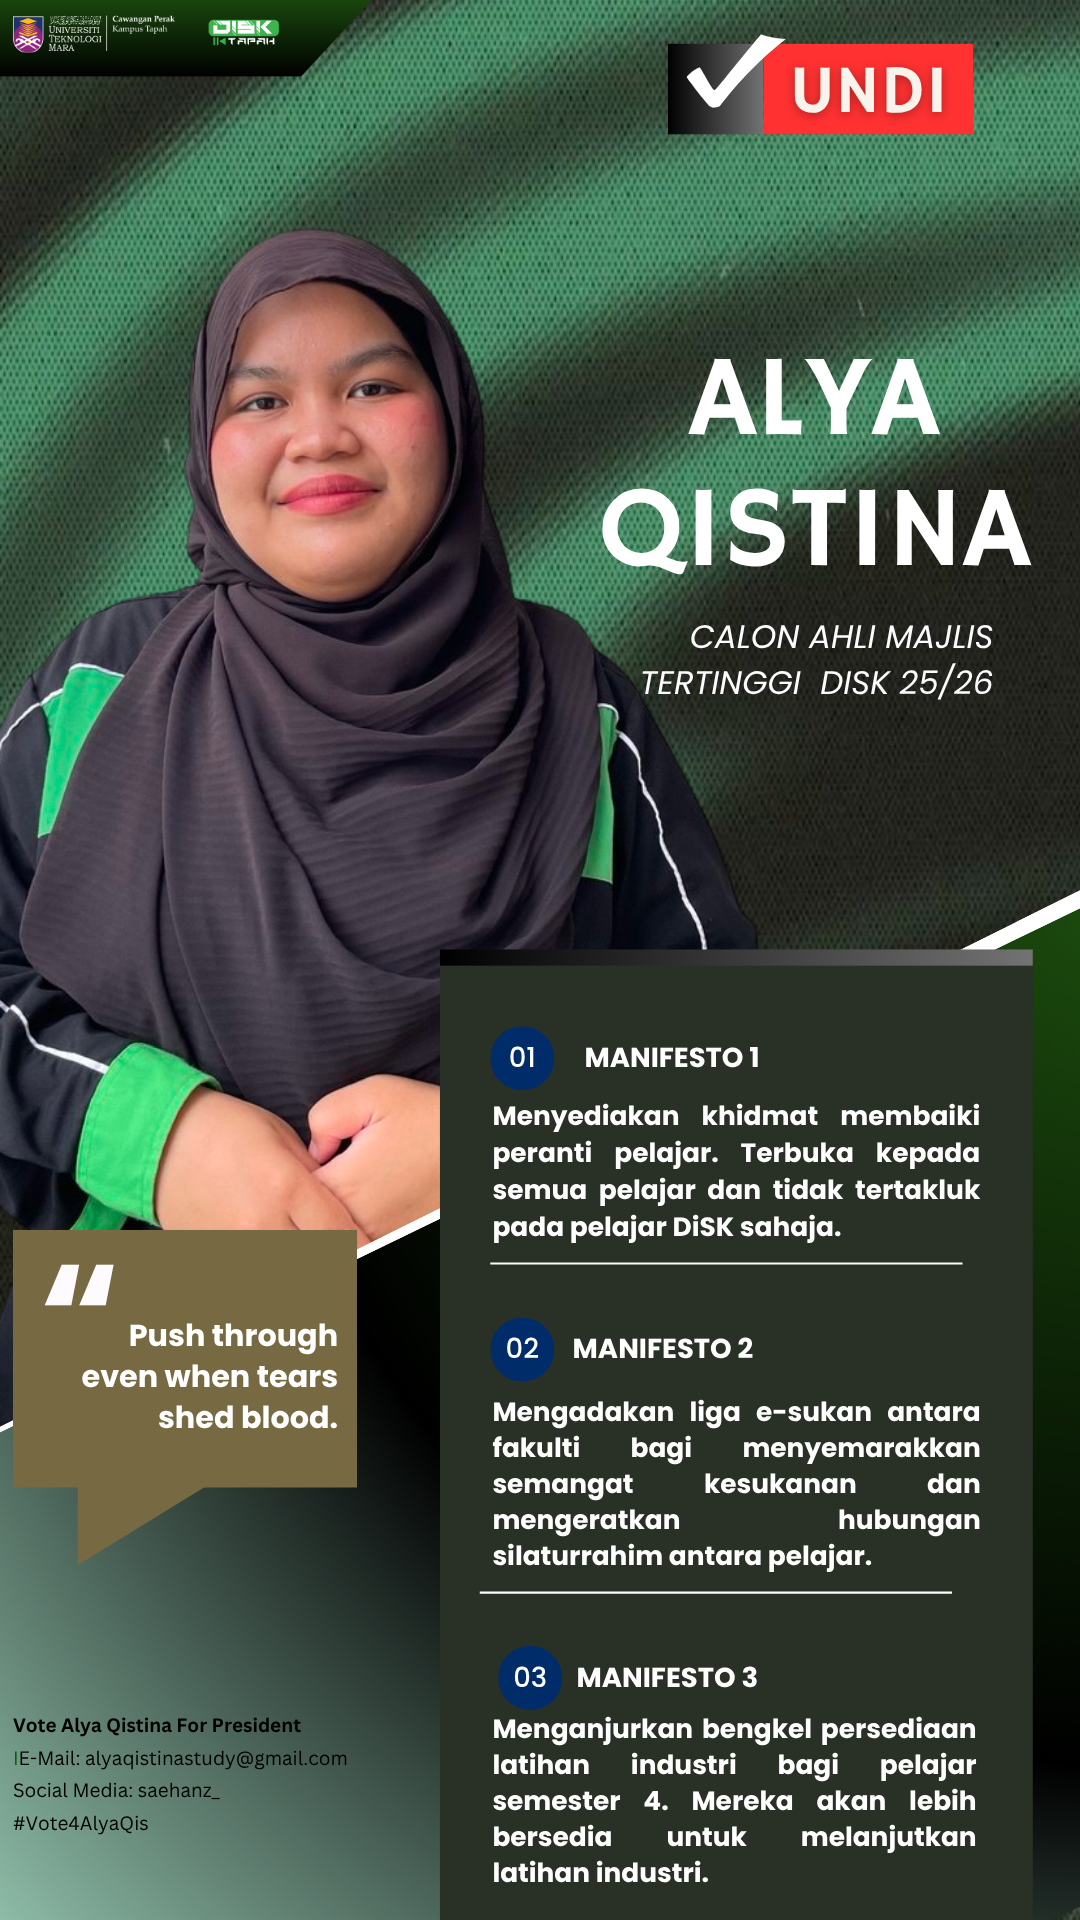 UNIVERSITI
TEKNOLOGI
MARA
Cawangan Perak
Kampus Tapah
DISK
TAPAH
UNDI
ALYA
QISTINA
CALON AHLI MAJLIS
TERTINGGI DISK 25/26
01 MANIFESTO 1
Menyediakan khidmat membaiki
peranti pelajar. Terbuka kepada
semua pelajar dan tidak tertakluk
pada pelajar DiSK sahaja.
“
Push through
even when tears
shed blood.
02 MANIFESTO 2
Mengadakan liga e-sukan antara
fakulti bagi menyemarakkan
semangat kesukanan dan
mengeratkan hubungan
silaturrahim antara pelajar.
03 MANIFESTO 3
Menganjurkan bengkel persediaan
latihan industri bagi pelajar
semester 4. Mereka akan lebih
bersedia untuk melanjutkan
latihan industri.
Vote Alya Qistina For President
IE-Mail: alyaqistinastudy@gmail.com
Social Media: saehanz_
#Vote4AlyaQis